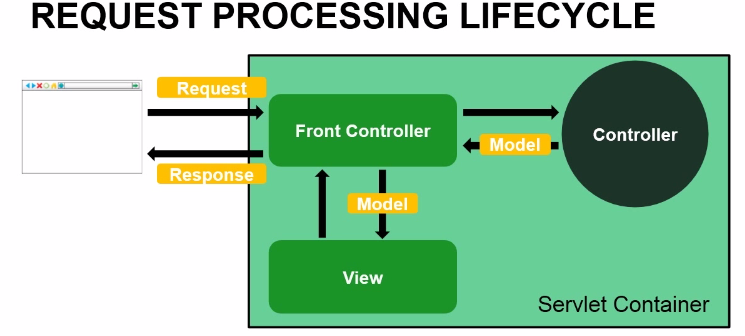 REQUEST PROCESSING LIFECYCLE
Request
Front Controller
Controller
Model
Response
Model
View
Servlet Container